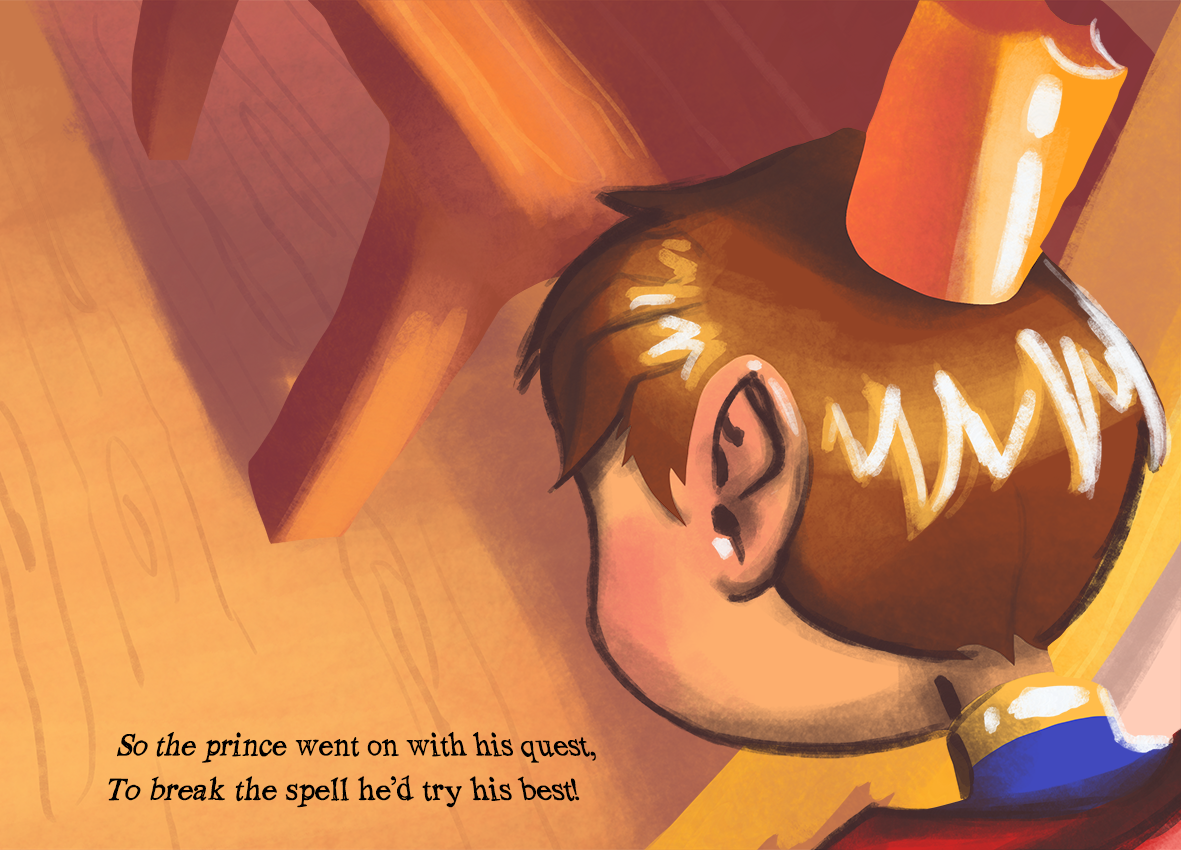 So the prince went on with his quest,
To break the spell he'd try his best!